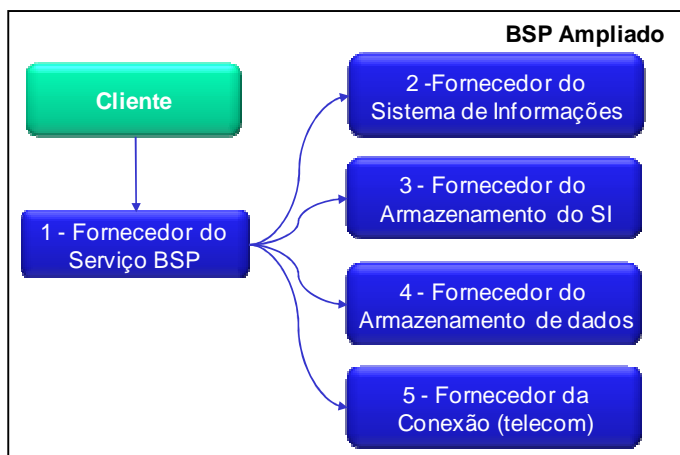 BSP Ampliado
Cliente
1 - Fornecedor do
Serviço BSP
2 -Fornecedor do
Sistema de Informações
3 - Fornecedor do
Armazenamento do SI
4 - Fornecedor do
Armazenamento de dados
5 - Fornecedor da
Conexão (telecom)